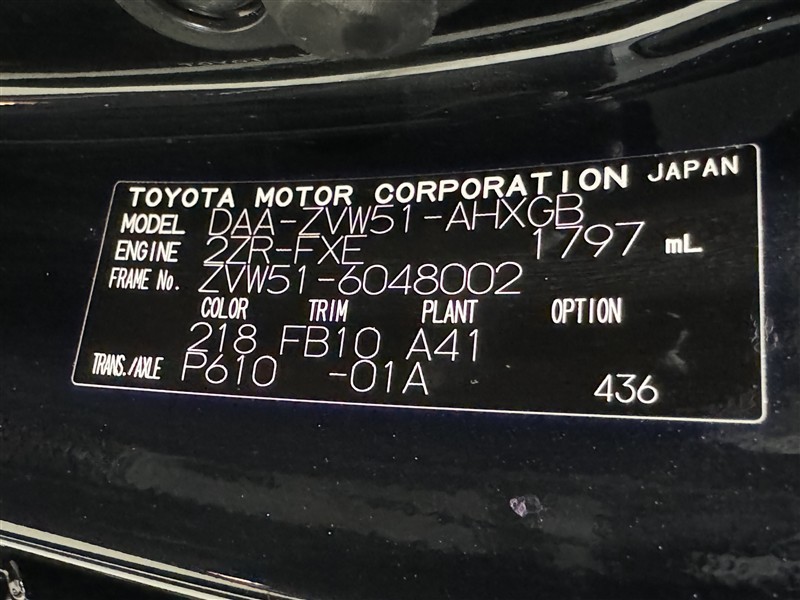 TOYOTA
TOYOTA MOTOR CORPORATION JAPAN
MODEL DAA-ZVW51-AHXGB
ENGINE 2ZR-FXE 1797 mL
FRAME No. ZVW51-6048002
COLOR TRIM PLANT OPTION
218 FB10 A41
TRANS./AXLE P610 -01A
436